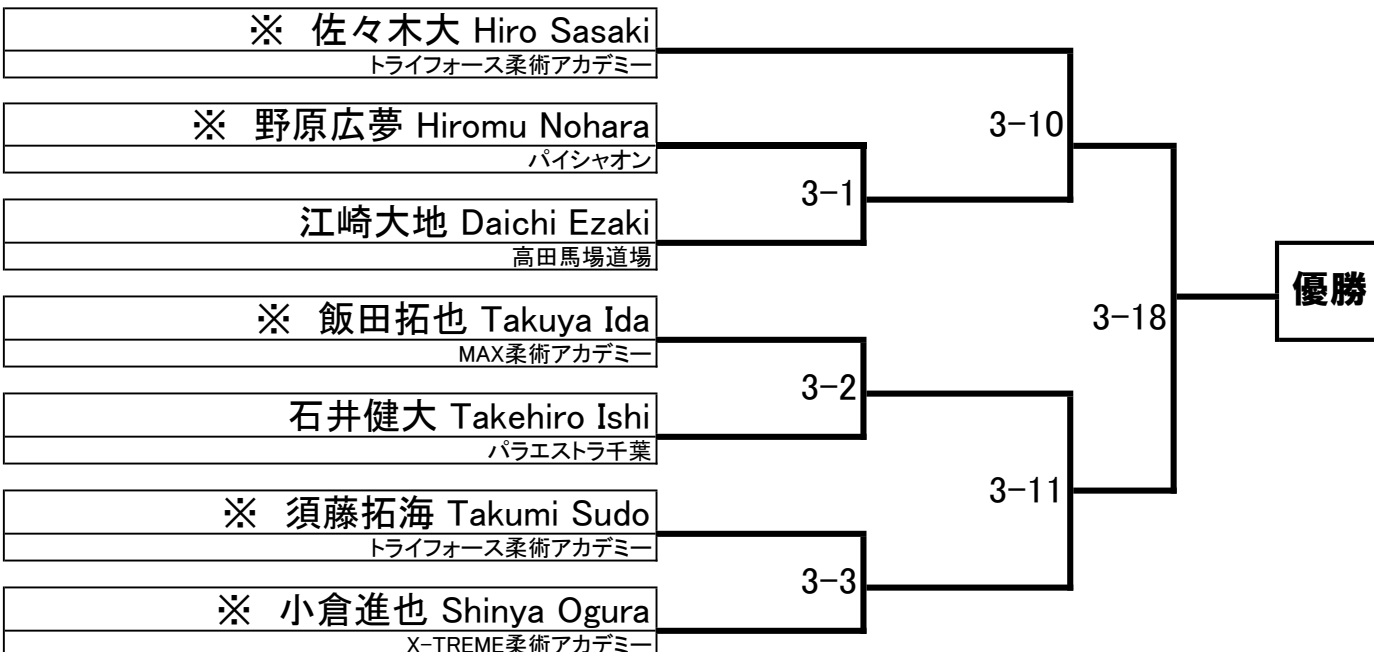 ※ 佐々木大 Hiro Sasaki
トライフォース柔術アカデミー
※ 野原広夢 Hiromu Nohara
パイシャオン
3-10
3-1
江崎大地 Daichi Ezaki
高田馬場道場
優勝
※ 飯田拓也 Takuya Ida
MAX柔術アカデミー
3-18
3-2
石井健大 Takehiro Ishi
パラエストラ千葉
3-11
※ 須藤拓海 Takumi Sudo
トライフォース柔術アカデミー
3-3
※ 小倉進也 Shinya Ogura
X-TREME柔術アカデミー